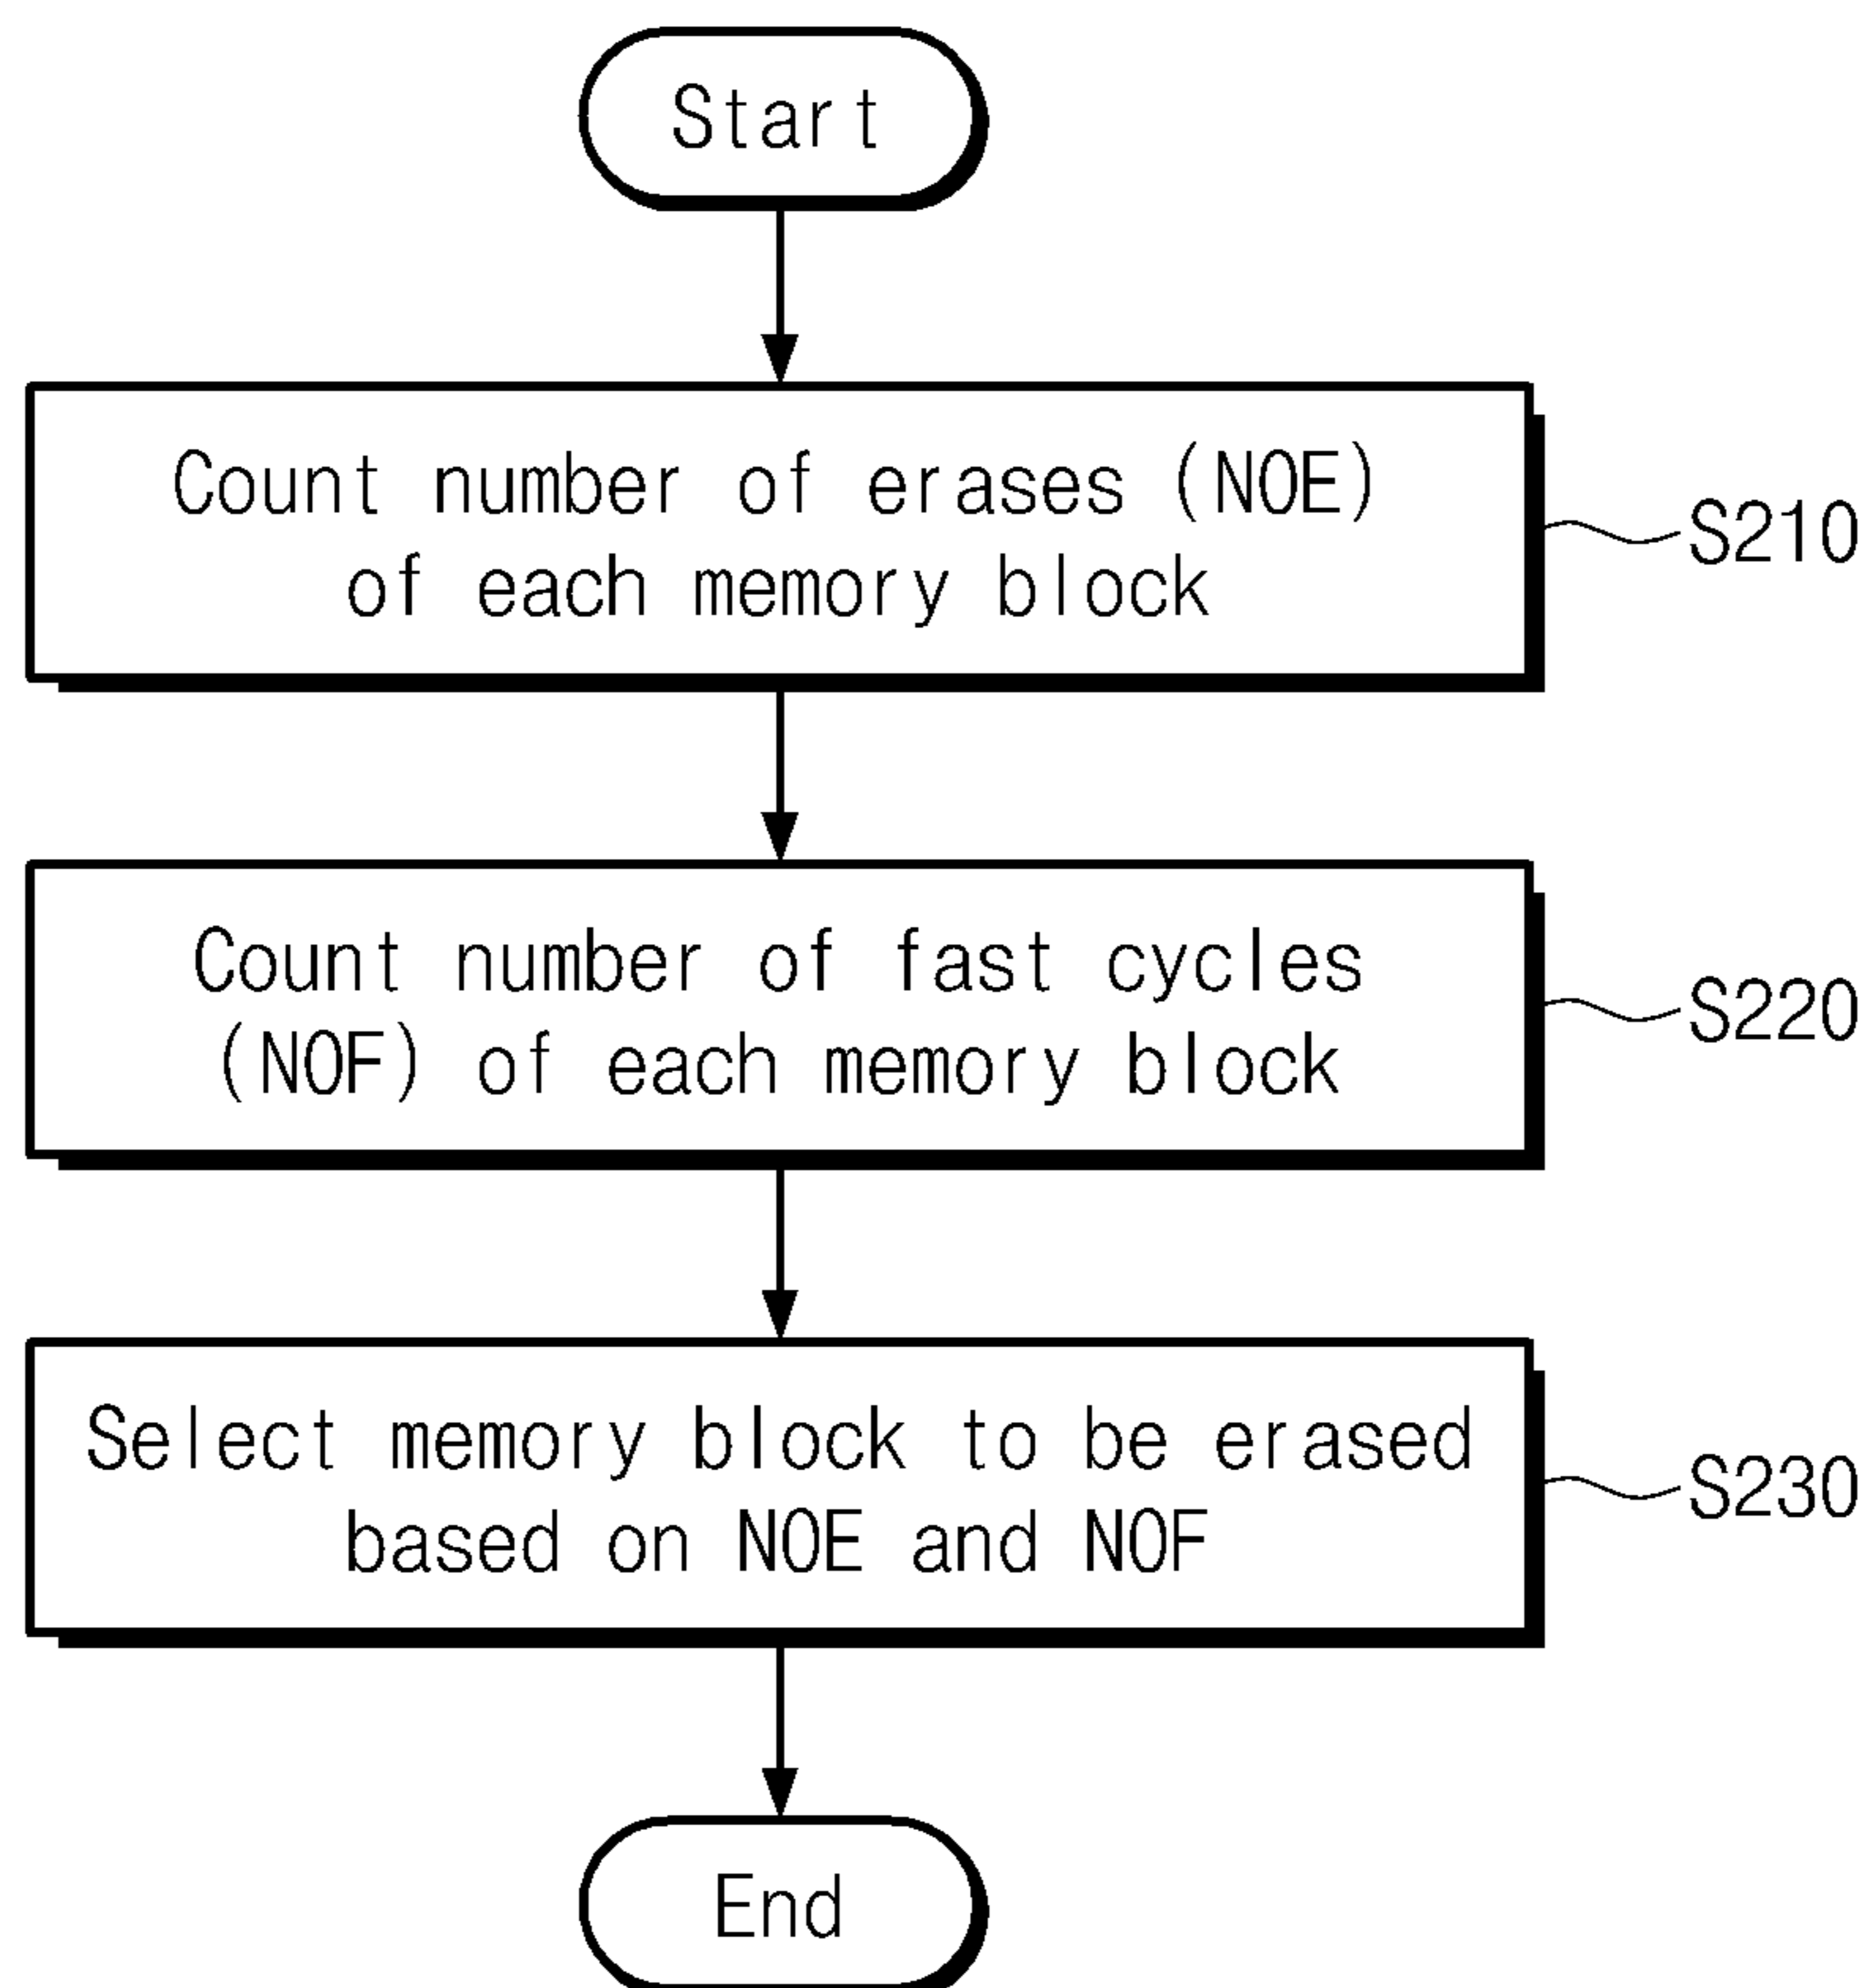 Start
Count number of erases (NOE)
of each memory block
S210
Count number of fast cycles
(NOF) of each memory block
S220
Select memory block to be erased
based on NOE and NOF
S230
End